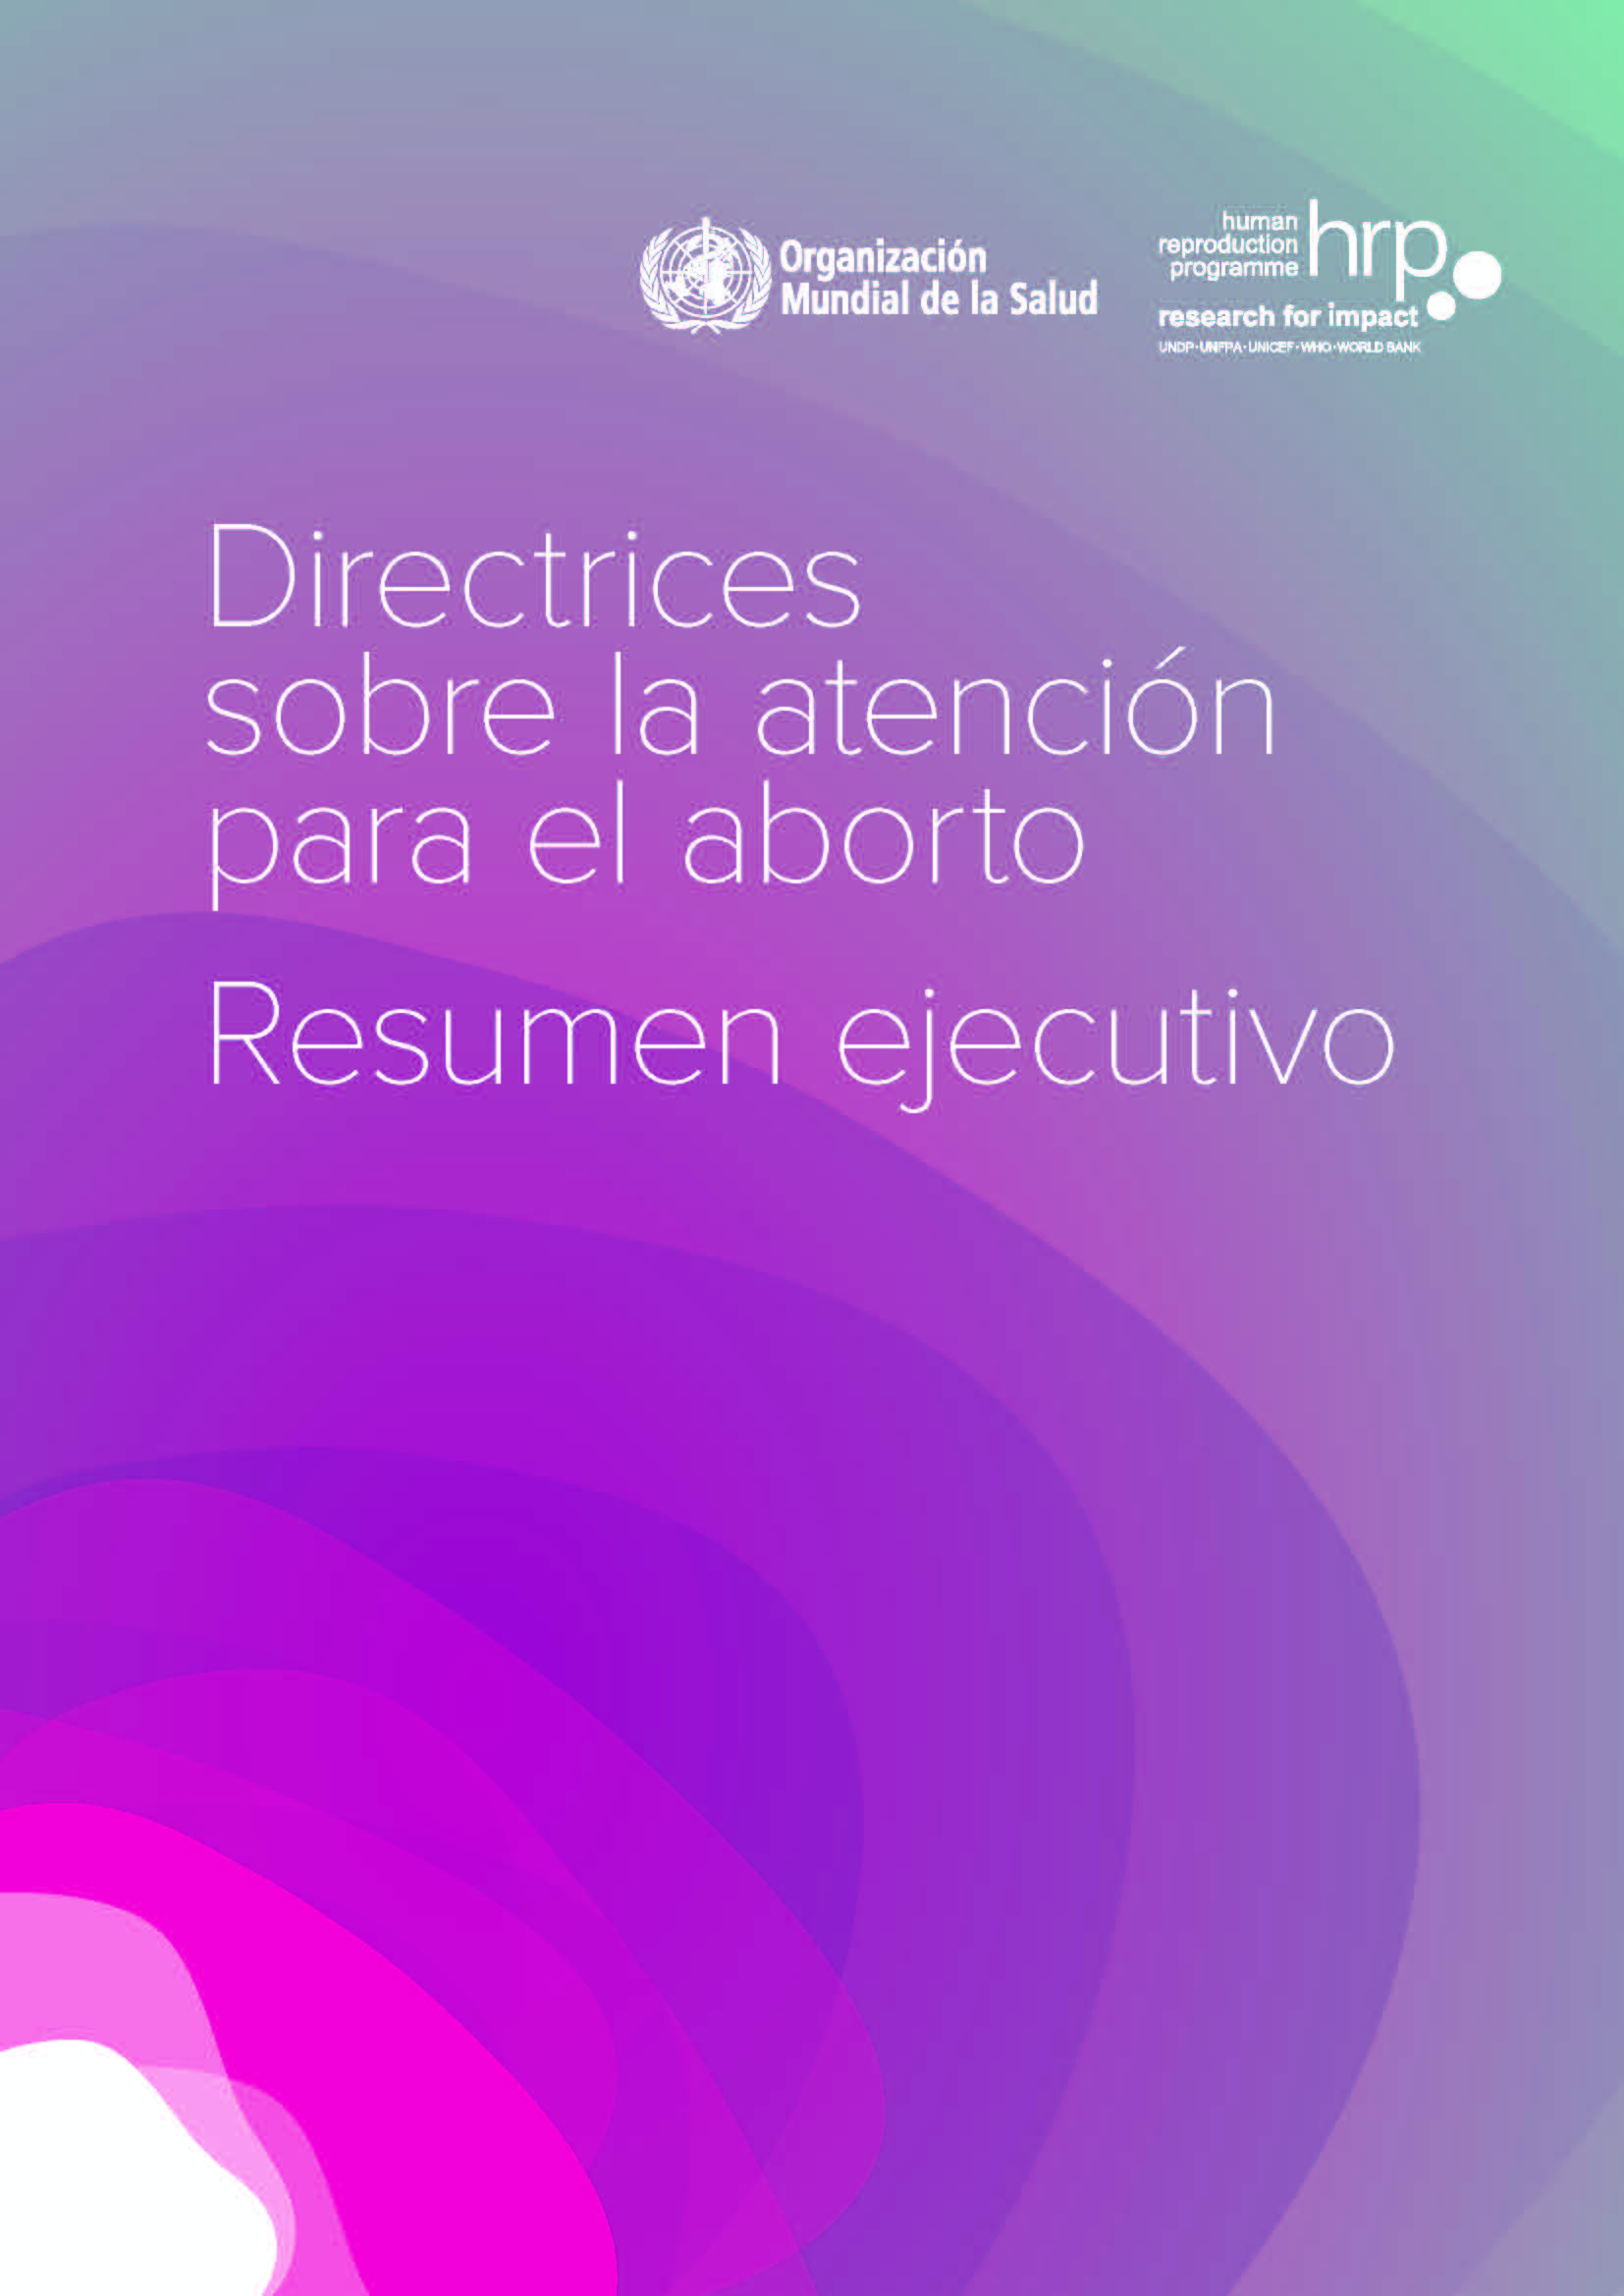 Organización
Mundial de la Salud
human
reproduction
programme
hrp
research for impact
UNDP·UNFPA·UNICEF·WHO·WORLD BANK
Directrices
sobre la atención
para el aborto
Resumen ejecutivo